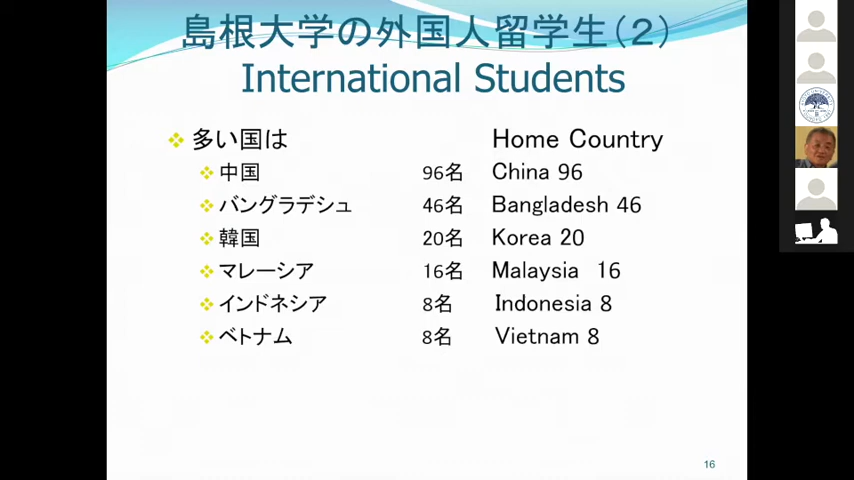 島根大学の外国人留学生（２）
International Students
多い国は Home Country
中国 96名 China 96
バングラデシュ 46名 Bangladesh 46
韓国 20名 Korea 20
マレーシア 16名 Malaysia 16
インドネシア 8名 Indonesia 8
ベトナム 8名 Vietnam 8
16